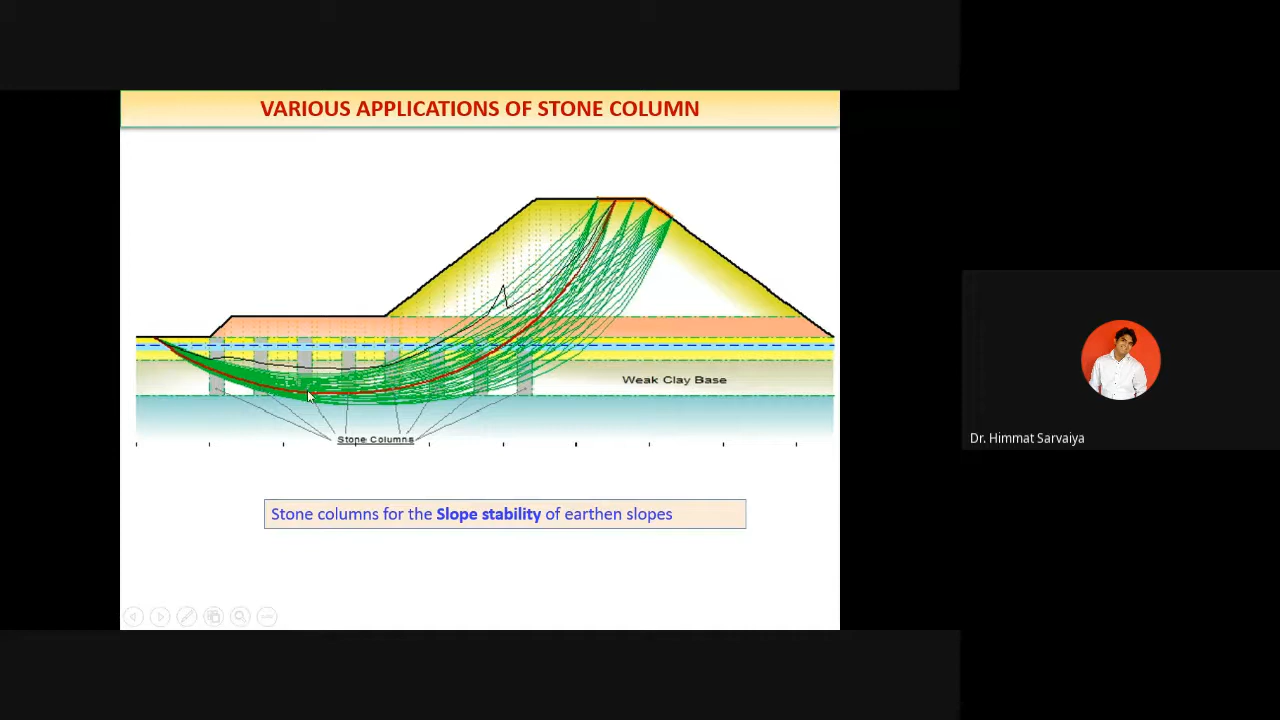 VARIOUS APPLICATIONS OF STONE COLUMN
Weak Clay Base
Stone Columns
Dr. Himmat Sarvaiya
Stone columns for the Slope stability of earthen slopes